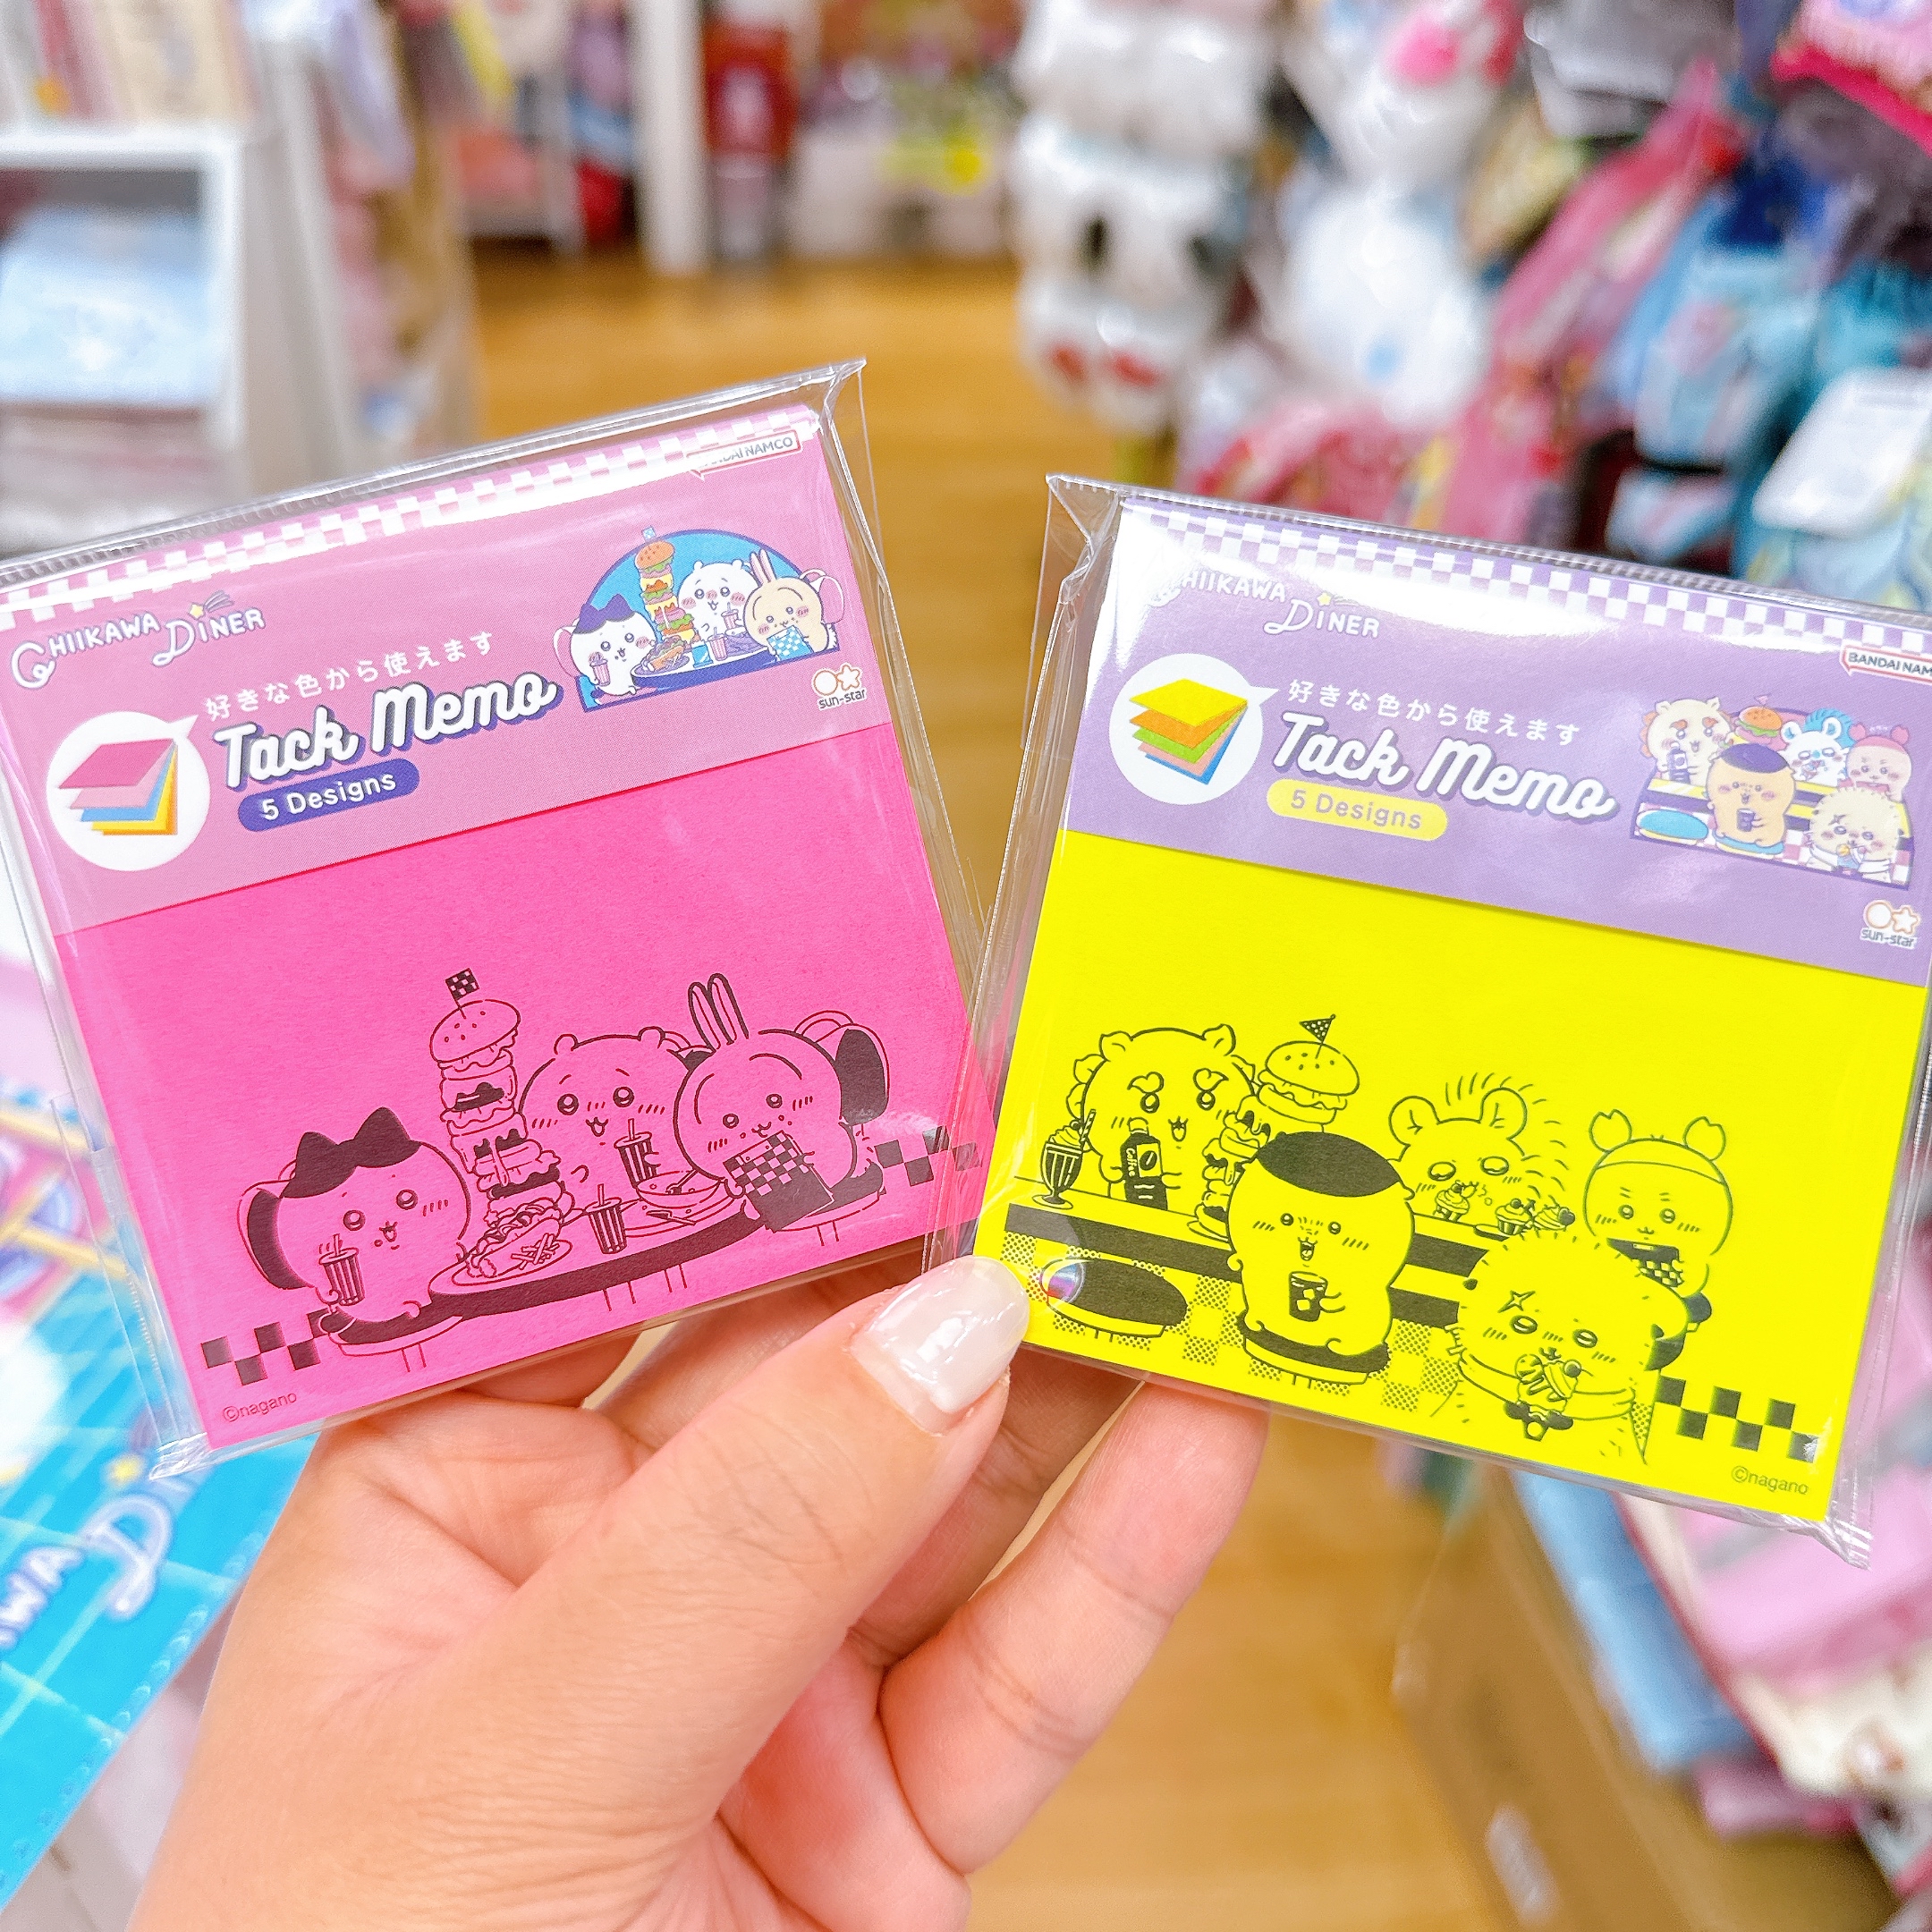 BANDAI NAMCO
CHIIKAWA DINER
好きな色から使えます
Tack Memo
5 Designs
sun-star
©nagano
CHIIKAWA DINER
BANDAI NAM
好きな色から使えます
Tack Memo
5 Designs
sun-star
Coffee
©nagano